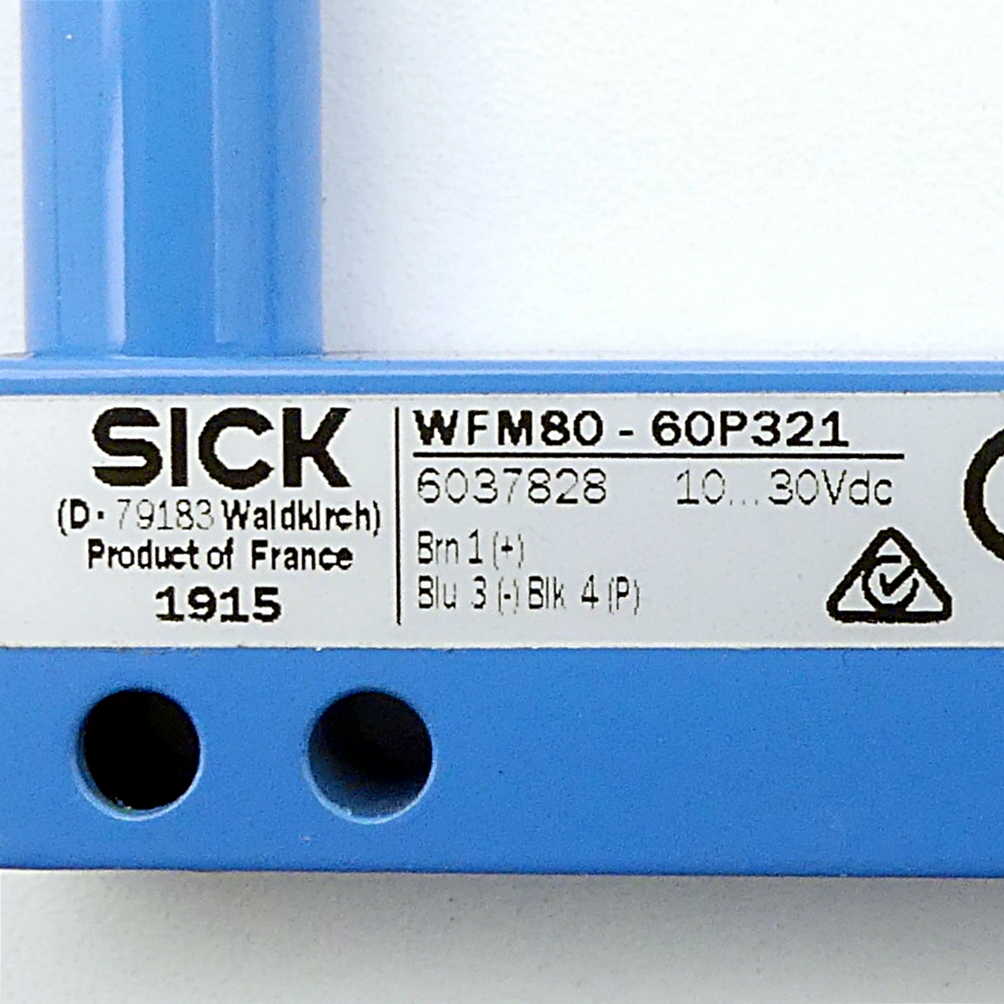 SICK
(D-79183 Waldkirch)
Product of France
1915
WFM80-60P321
6037828 10...30Vdc
Brn 1 (+)
Blu 3 (-) Blk 4 (P)